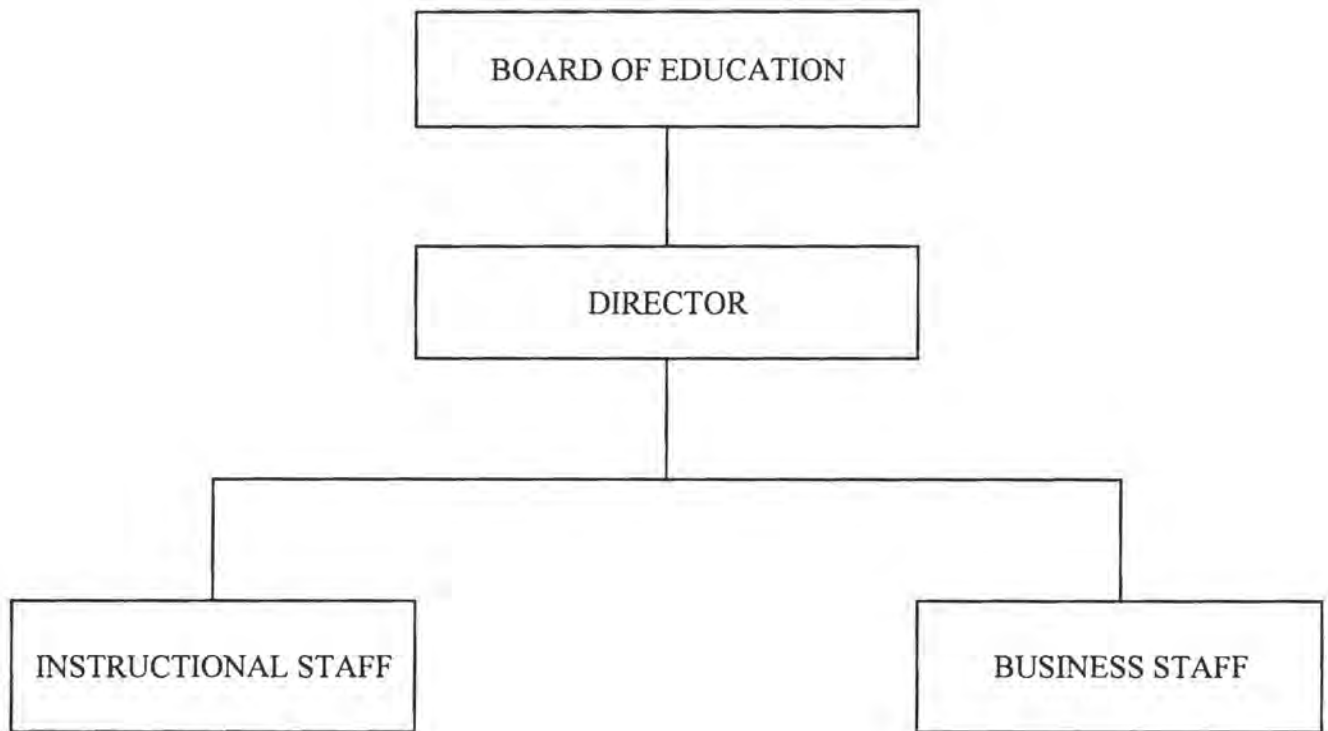 BOARD OF EDUCATION
DIRECTOR
INSTRUCTIONAL STAFF
BUSINESS STAFF